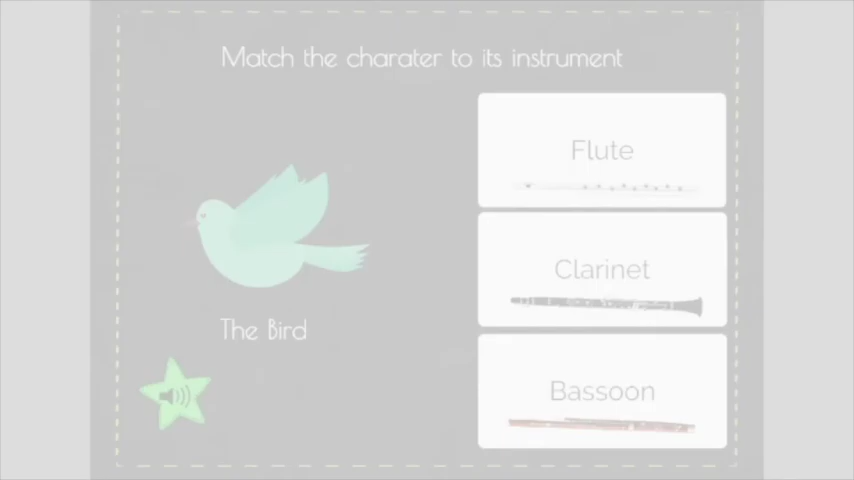 Match the charater to its instrument
Flute
Clarinet
The Bird
Bassoon